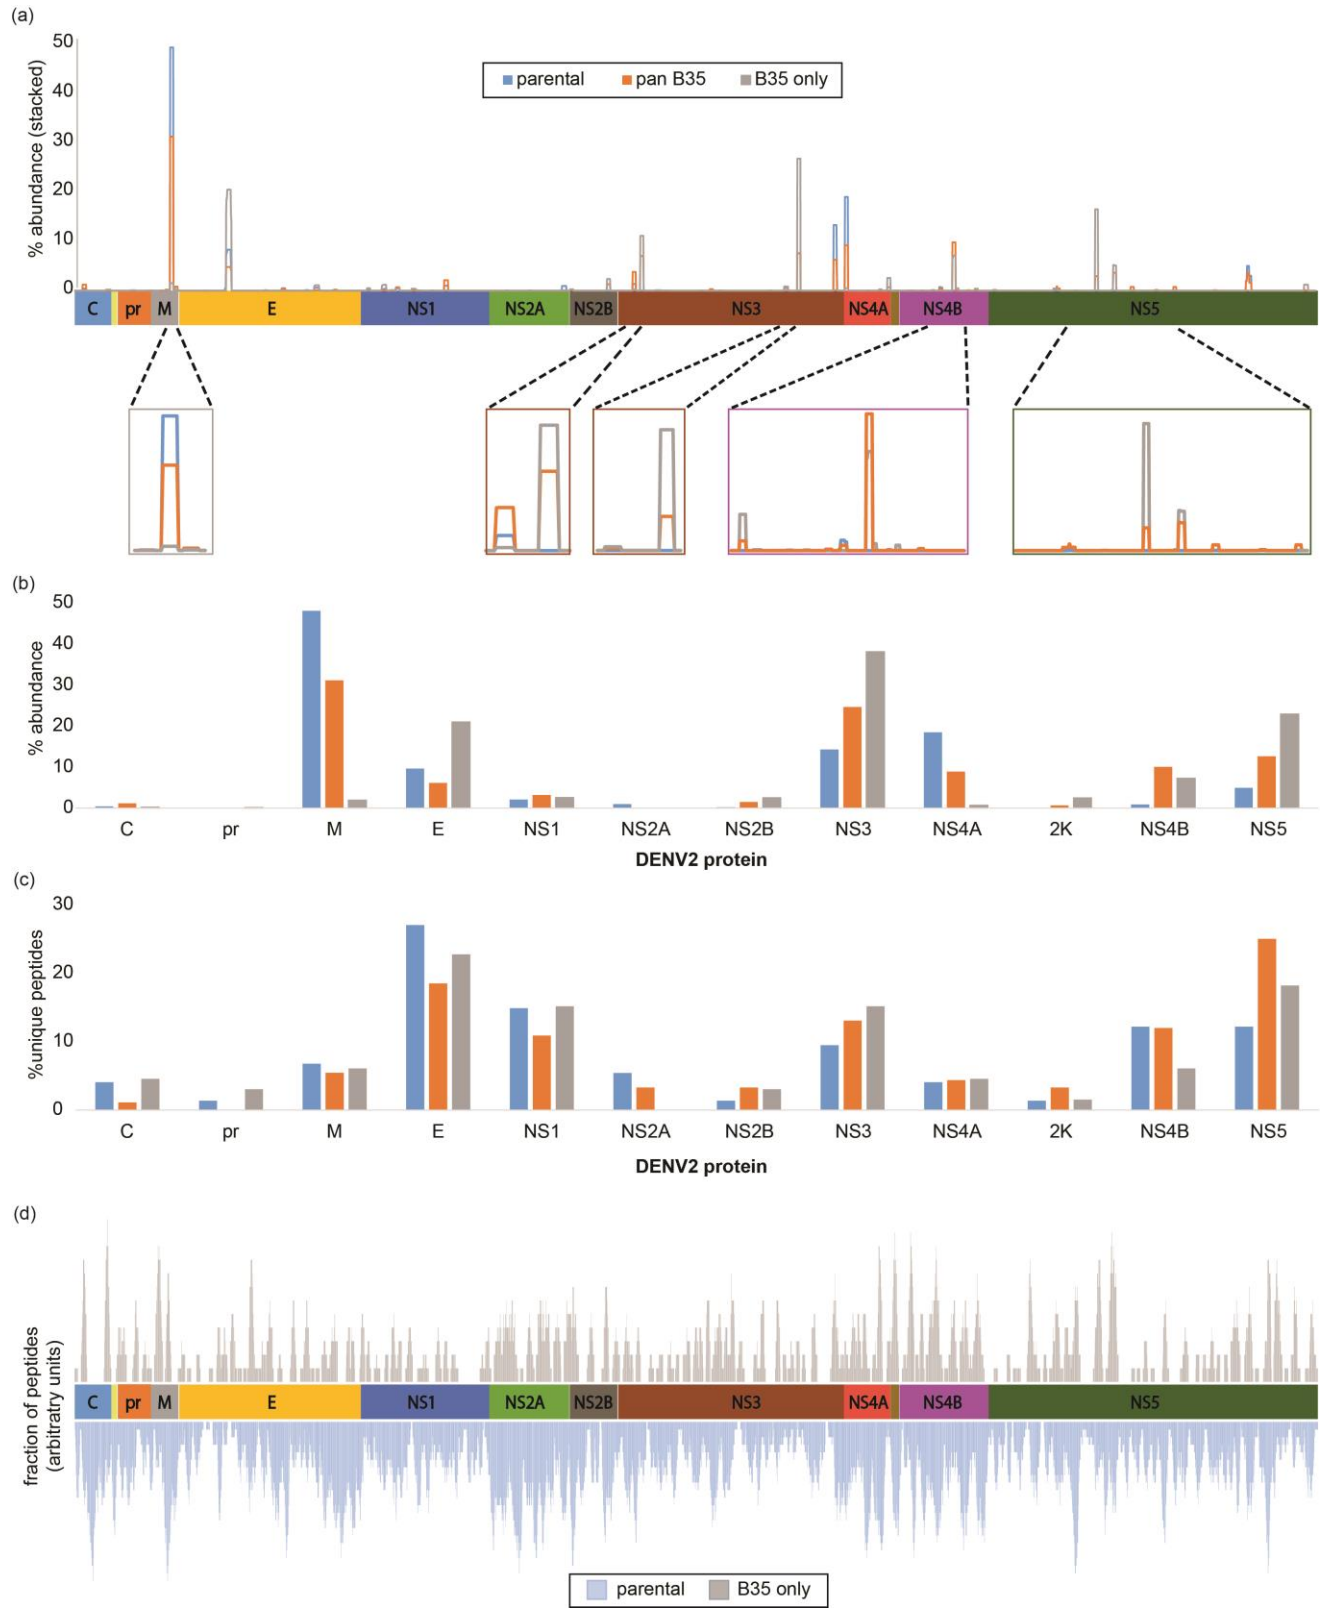 (a)
% abundance (stacked)
50
40
30
20
10
0
parental pan B35 B35 only
C pr M E NS1 NS2A NS2B NS3 NS4A NS4B NS5
(b)
% abundance
50
40
30
20
10
0
C pr M E NS1 NS2A NS2B NS3 NS4A 2K NS4B NS5
DENV2 protein
(c)
%unique peptides
30
20
10
0
C pr M E NS1 NS2A NS2B NS3 NS4A 2K NS4B NS5
DENV2 protein
(d)
fraction of peptides
(arbitratry units)
C pr M E NS1 NS2A NS2B NS3 NS4A NS4B NS5
parental B35 only